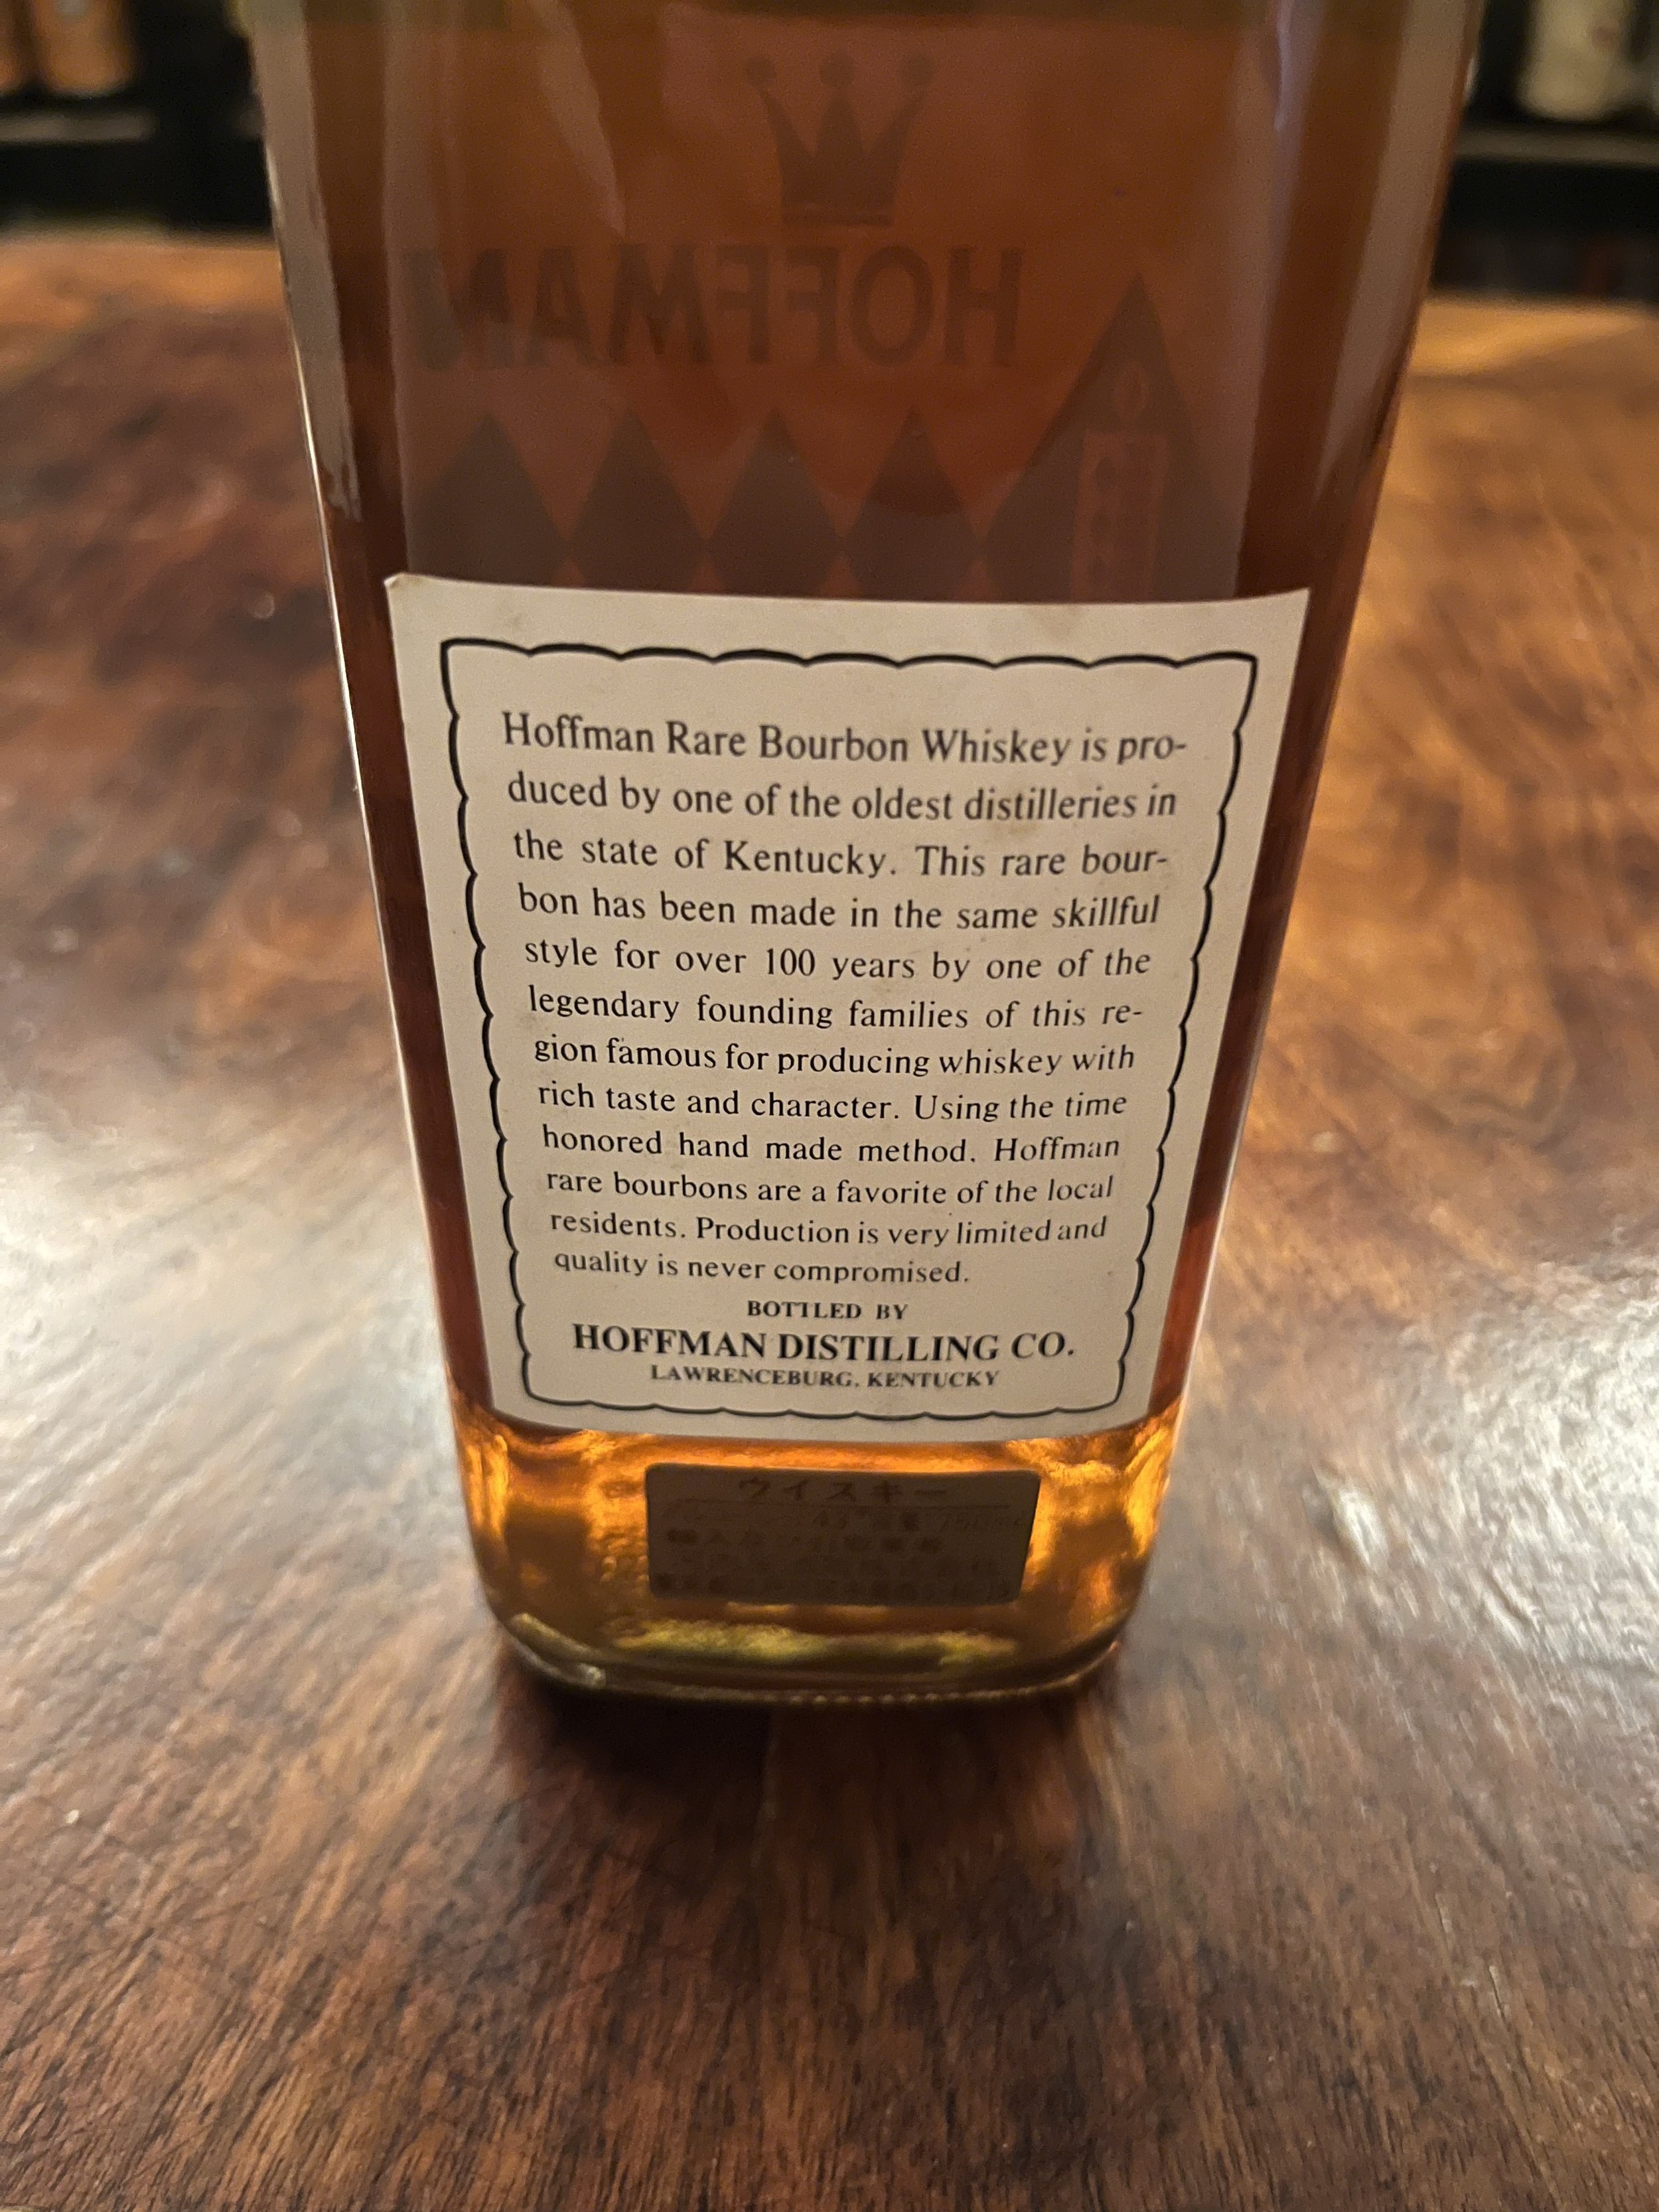 HOFFMAN
Hoffman Rare Bourbon Whiskey is pro-
duced by one of the oldest distilleries in
the state of Kentucky. This rare bour-
bon has been made in the same skillful
style for over 100 years by one of the
legendary founding families of this re-
gion famous for producing whiskey with
rich taste and character. Using the time
honored hand made method. Hoffman
rare bourbons are a favorite of the local
residents. Production is very limited and
quality is never compromised.
BOTTLED BY
HOFFMAN DISTILLING CO.
LAWRENCEBURG, KENTUCKY
ウイスキー